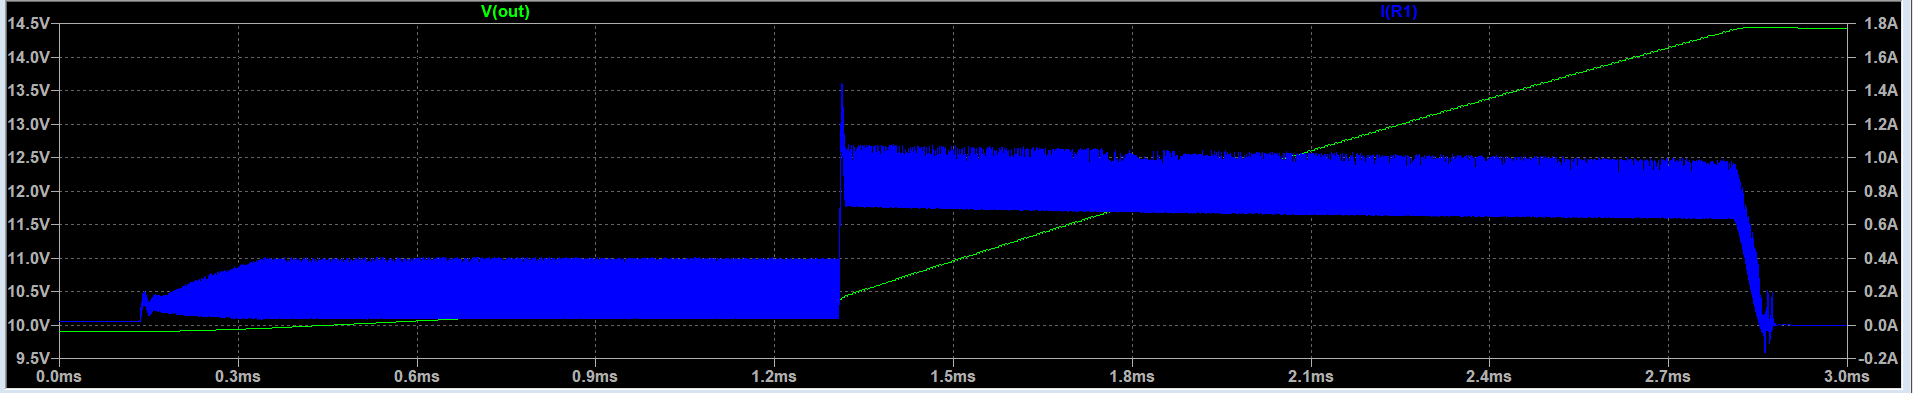 V(out) I(R1)
14.5V 1.8A
14.0V 1.6A
13.5V 1.4A
13.0V 1.2A
12.5V 1.0A
12.0V 0.8A
11.5V 0.6A
11.0V 0.4A
10.5V 0.2A
10.0V 0.0A
9.5V -0.2A
0.0ms 0.3ms 0.6ms 0.9ms 1.2ms 1.5ms 1.8ms 2.1ms 2.4ms 2.7ms 3.0ms